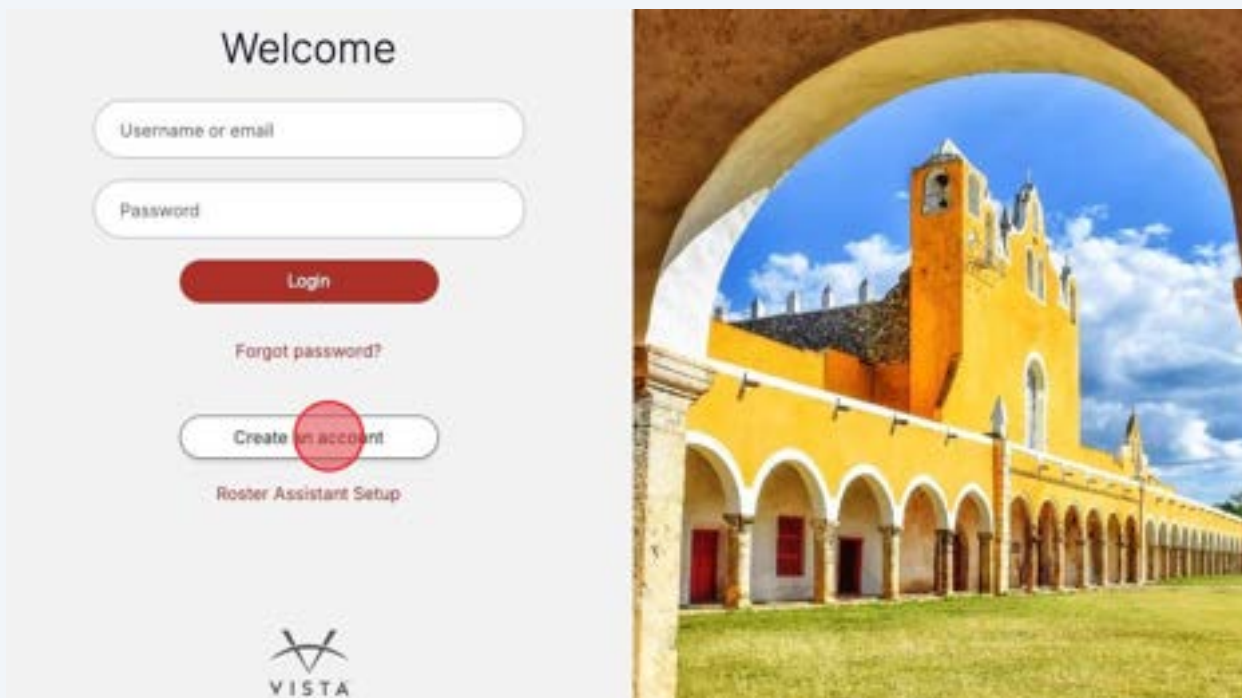 Welcome
Username or email
Password
Login
Forgot password?
Create an account
Roster Assistant Setup
VISTA